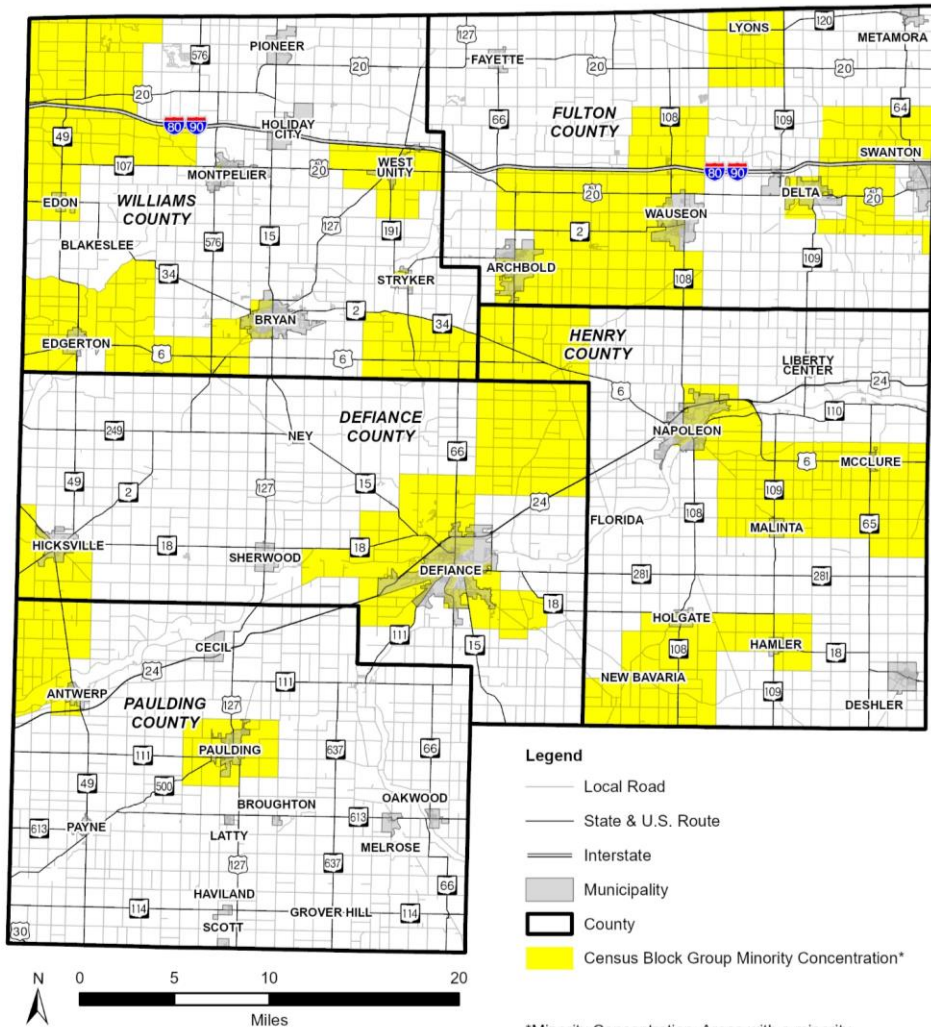 127
120
LYONS
METAMORA
PIONEER
576
FAYETTE
20
20
20
20
20
66
FULTON
COUNTY
108
109
64
49
80 90
HOLIDAY
CITY
SWANTON
107
MONTPELIER
20
WEST
UNITY
80 90
20
DELTA
20
EDON
WILLIAMS
COUNTY
127
191
2
WAUSEON
BLAKESLEE
576
15
ARCHBOLD
109
34
STRYKER
108
BRYAN
2
34
HENRY
COUNTY
EDGERTON
6
6
6
LIBERTY
CENTER
24
DEFIANCE
COUNTY
110
249
NEY
66
NAPOLEON
6
MCCLURE
49
2
127
15
24
108
109
FLORIDA
MALINTA
65
HICKSVILLE
18
SHERWOOD
18
DEFIANCE
281
281
18
HOLGATE
111
15
108
HAMLER
18
CECIL
24
NEW BAVARIA
109
DESHLER
ANTWERP
111
PAULDING
COUNTY
127
111
PAULDING
637
66
49
500
BROUGHTON
OAKWOOD
613
PAYNE
LATTY
613
MELROSE
127
637
66
HAVILAND
114
GROVER HILL
114
SCOTT
30
Legend
Local Road
State & U.S. Route
Interstate
Municipality
County
Census Block Group Minority Concentration*
N
0 5 10 20
Miles